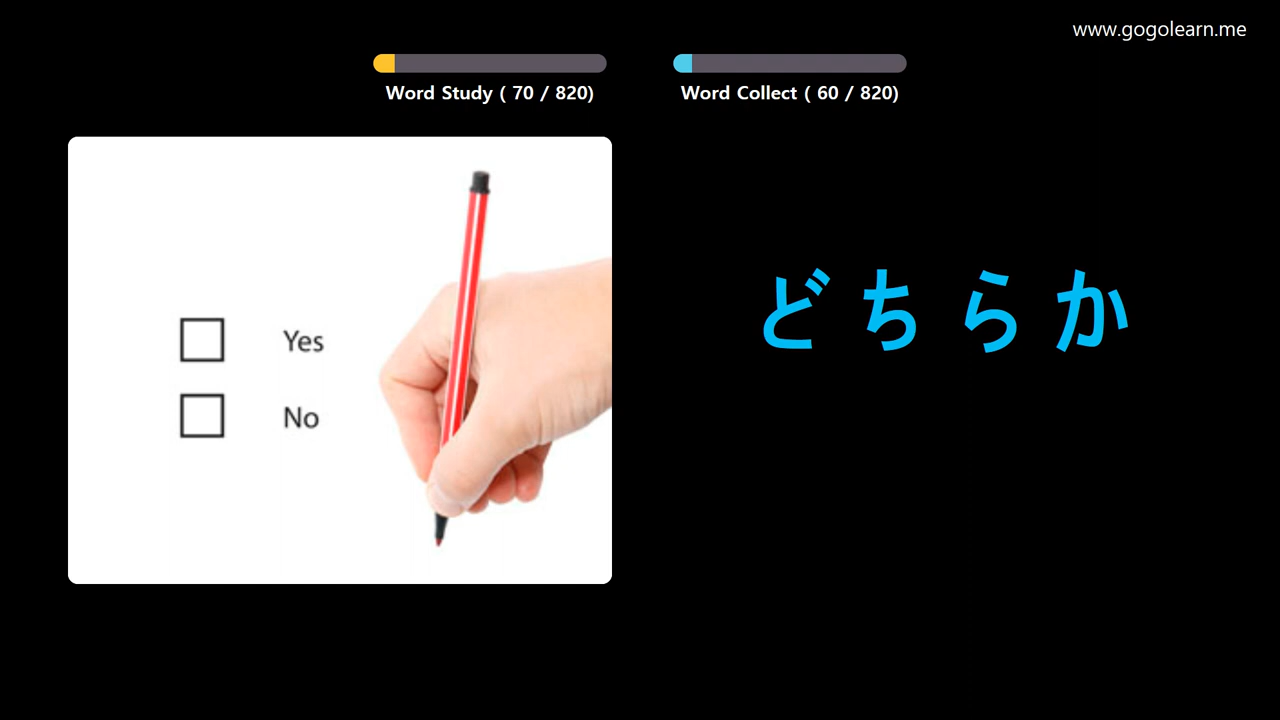 www.gogolearn.me
Word Study ( 70 / 820)
Word Collect ( 60 / 820)
Yes
No
どちらか